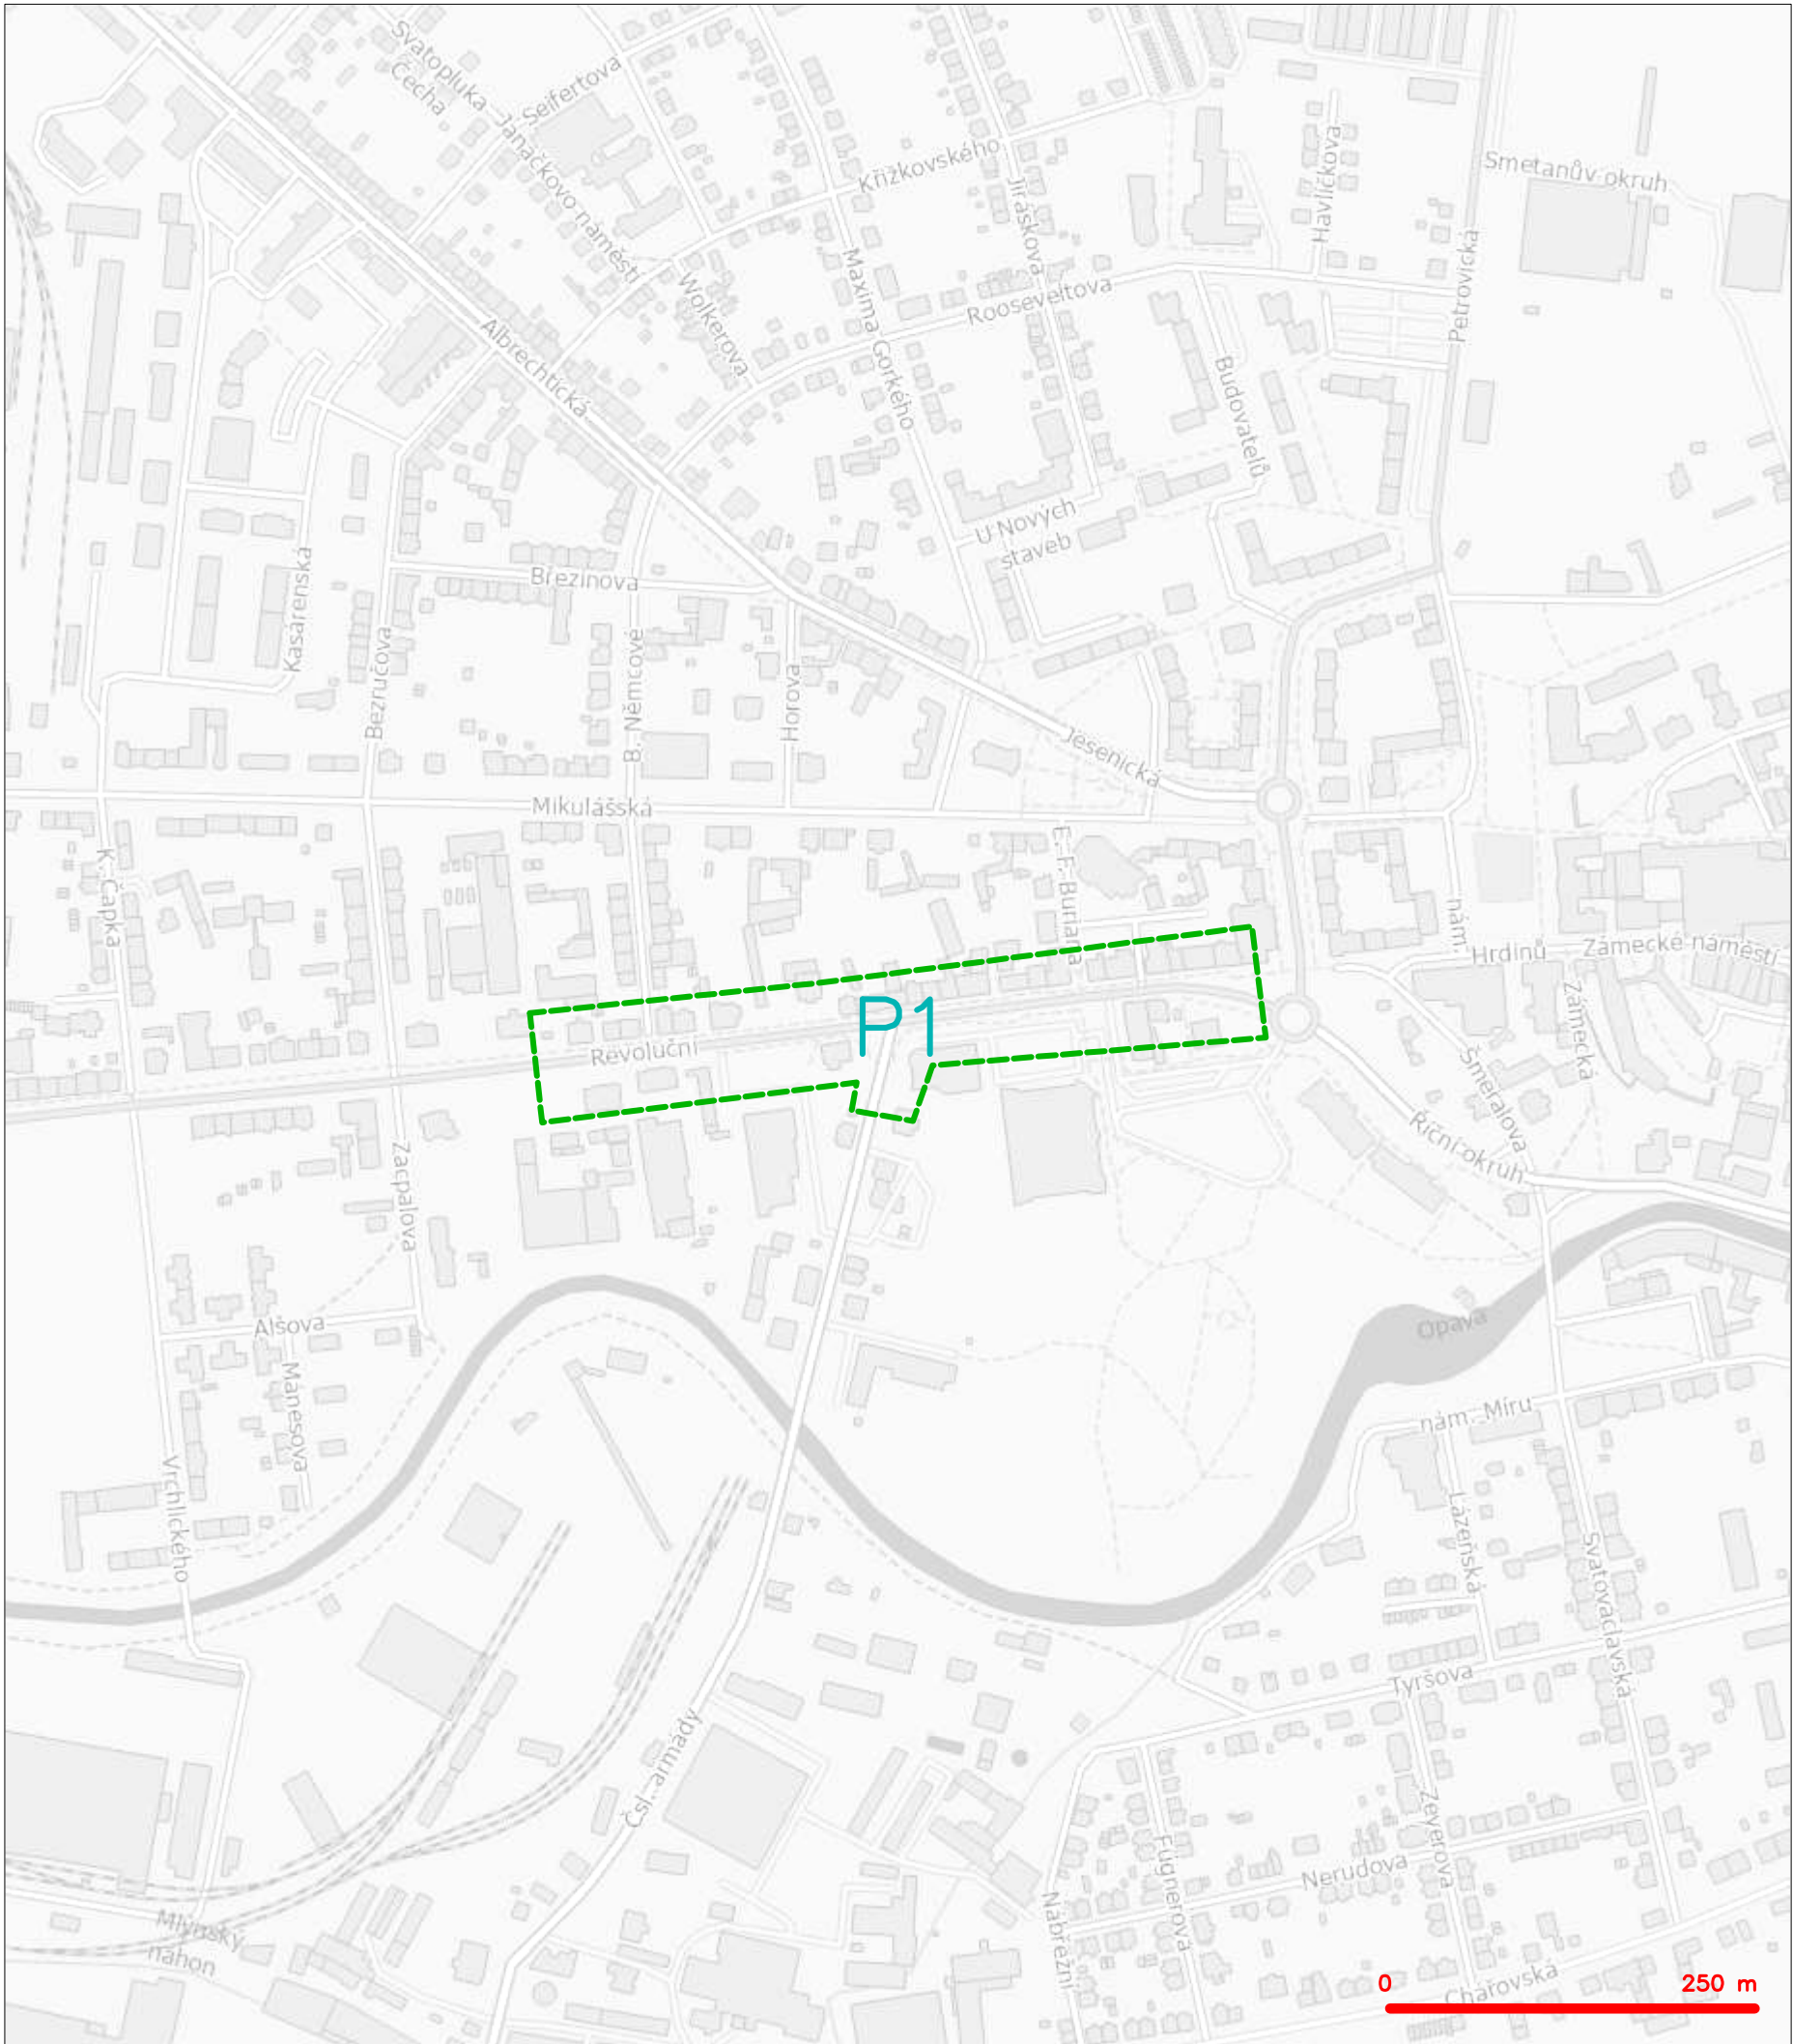 Svatopluka
Čecha
Seifertova
Janáčkovo náměstí
Křížkovského
Jiráskova
Havlíčkova
Smetanův okruh
Petrovická
Wolkerova
Maxima Gorkého
Rooseveltova
Albrechtická
Budovatelů
U Nových
staveb
Březinova
Kasárenská
Bezručova
B. Němcové
Horova
Jesenická
Mikulášská
K. Čapka
E. F. Buriana
nám.
Hrdinů
Zámecké náměstí
Zámecká
P1
Revoluční
Šmeralova
Říční okruh
Zacpalova
Alšova
Mánesova
Opava
nám. Míru
Vrchlického
Lázeňská
Svatováclavská
Tyršova
Čsl. armády
Zeyerova
Fügnerova
Nerudova
Nábřežní
Mlýnský
náhon
Chářovská
0 250 m